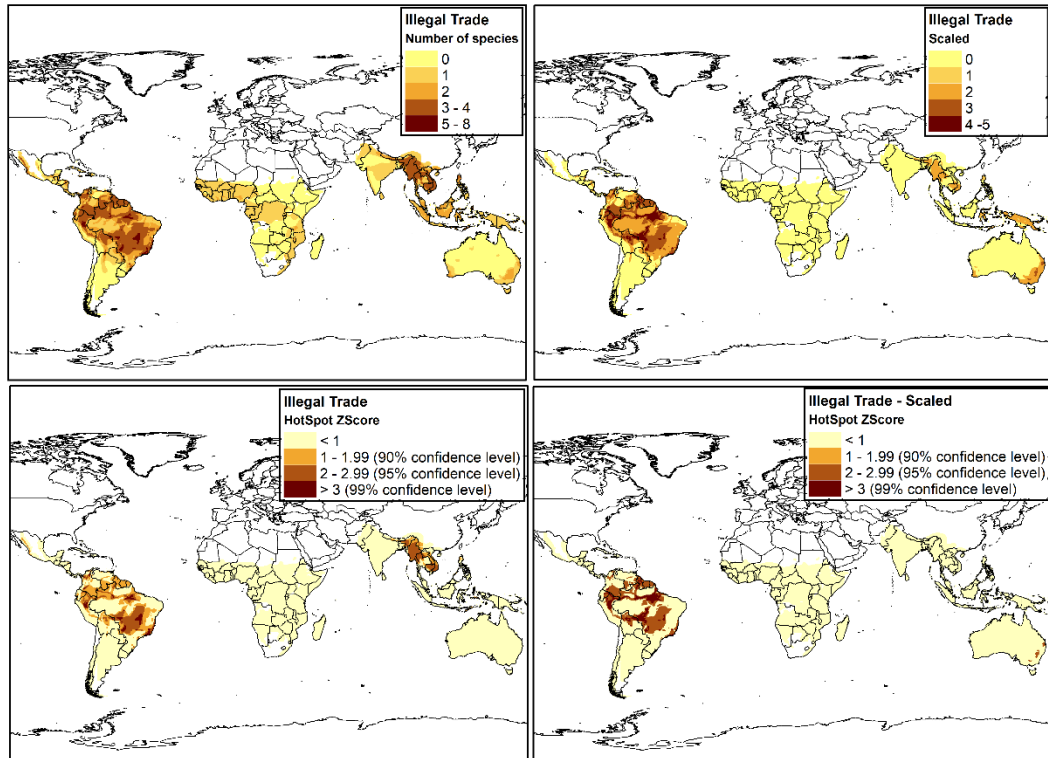 Illegal Trade
Number of species
0
1
2
3 - 4
5 - 8
Illegal Trade
Scaled
0
1
2
3
4 -5
Illegal Trade
HotSpot ZScore
< 1
1 - 1.99 (90% confidence level)
2 - 2.99 (95% confidence level)
> 3 (99% confidence level)
Illegal Trade - Scaled
HotSpot ZScore
< 1
1 - 1.99 (90% confidence level)
2 - 2.99 (95% confidence level)
> 3 (99% confidence level)